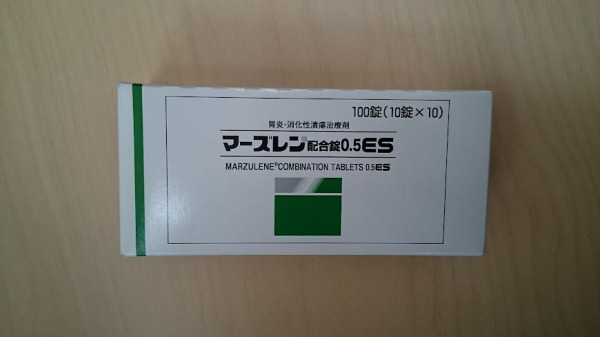 100錠(10錠×10)
胃炎・消化性潰瘍治療剤
マーズレン®配合錠0.5ES
MARZULENE®COMBINATION TABLETS 0.5ES